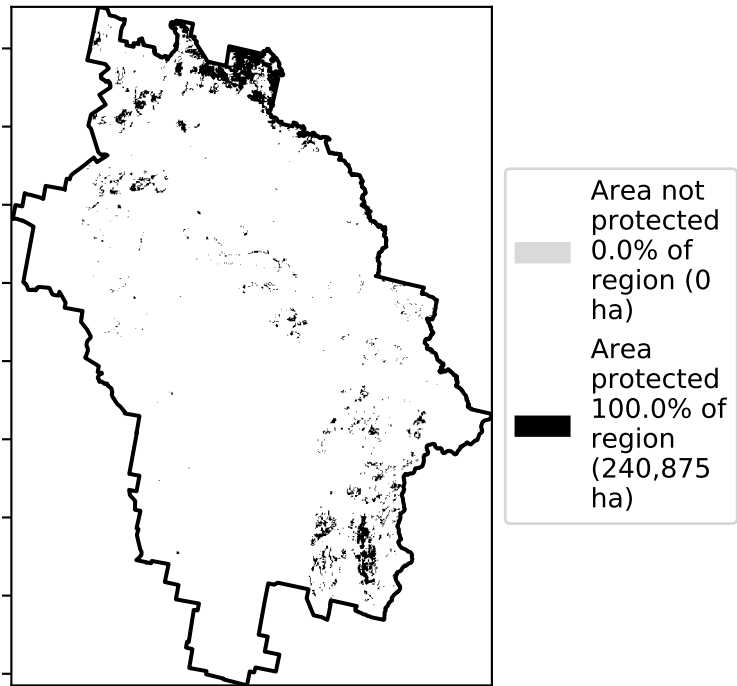 Area not
protected
0.0% of
region (0
ha)
Area
protected
100.0% of
region
(240,875
ha)